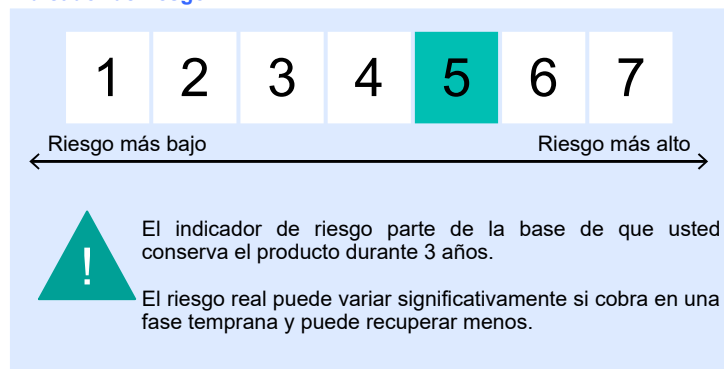 1 2 3 4 5 6 7
Riesgo más bajo Riesgo más alto
!
El indicador de riesgo parte de la base de que usted
conserva el producto durante 3 años.
El riesgo real puede variar significativamente si cobra en una
fase temprana y puede recuperar menos.